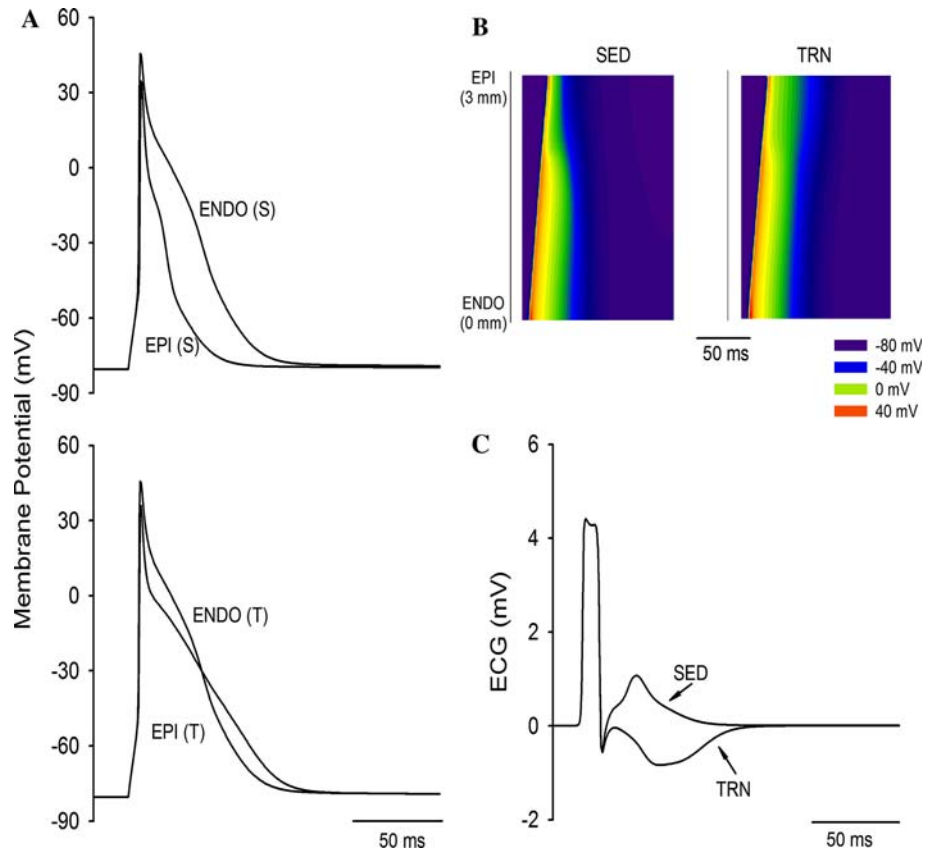 A
Membrane Potential (mV)
60
30
0
-30
-60
-90
ENDO (S)
EPI (S)
60
30
0
-30
-60
-90
ENDO (T)
EPI (T)
50 ms
B
SED
TRN
EPI
(3 mm)
ENDO
(0 mm)
50 ms
-80 mV
-40 mV
0 mV
40 mV
C
ECG (mV)
6
4
2
0
-2
SED
TRN
50 ms